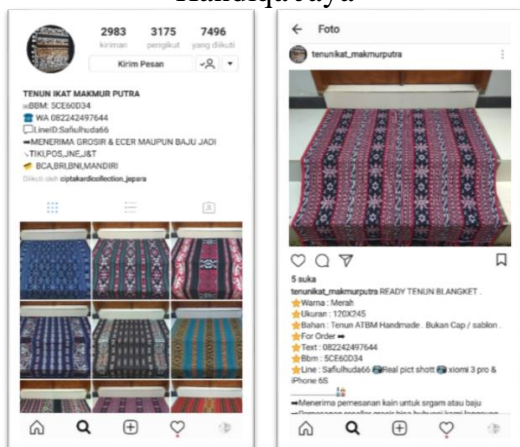 2983 3175 7496
kiriman pengikut yang diikuti
Kirim Pesan
TENUN IKAT MAKMUR PUTRA
BBM: 5CE60D34
☎ WA 082242497644
LineID:Safiulhuda66
➡MENERIMA GROSIR & ECER MAUPUN BAJU JADI
TIKI,POS,JNE,J&T
BCA,BRI,BNI,MANDIRI
Diikuti oleh ciptakardicollection_jepara
← Foto
tenunikat_makmurputra
5 suka
tenunikat_makmurputra READY TENUN BLANGKET .
⭐Warna : Merah
⭐Ukuran : 120X245
⭐Bahan : Tenun ATBM Handmade . Bukan Cap / sablon .
⭐For Order ➡
⭐Text : 082242497644
⭐Bbm : 5CE60D34
⭐Line : Safiulhuda66 📷Real pict shott 📷xiomi 3 pro &
iPhone 6S
➡Menerima pemesanan kain untuk srgam atau baju